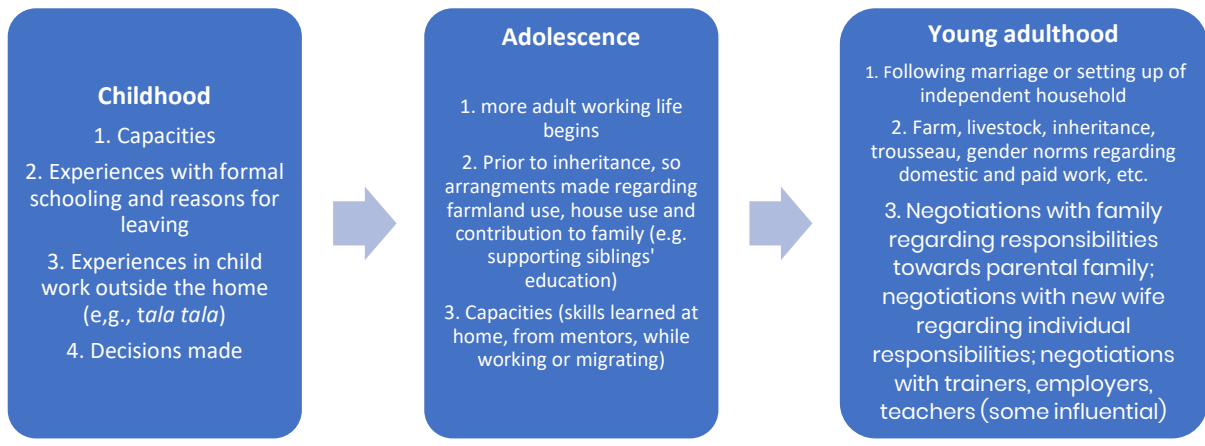 Childhood
1. Capacities
2. Experiences with formal
schooling and reasons for
leaving
3. Experiences in child
work outside the home
(e,g., tala tala)
4. Decisions made
Adolescence
1. more adult working life
begins
2. Prior to inheritance, so
arrangments made regarding
farmland use, house use and
contribution to family (e.g.
supporting siblings'
education)
3. Capacities (skills learned at
home, from mentors, while
working or migrating)
Young adulthood
1. Following marriage or setting up of
independent household
2. Farm, livestock, inheritance,
trousseau, gender norms regarding
domestic and paid work, etc.
3. Negotiations with family
regarding responsibilities
towards parental family;
negotiations with new wife
regarding individual
responsibilities; negotiations
with trainers, employers,
teachers (some influential)